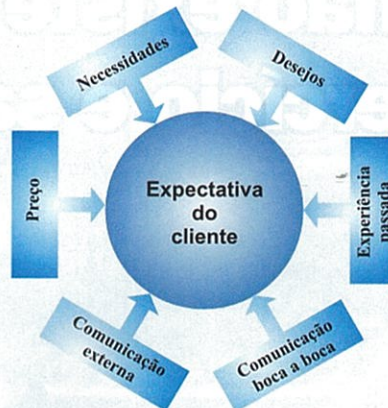 Necessidades
Desejos
Preço
Expectativa
do
cliente
Experiência
passada
Comunicação
externa
Comunicação
boca a boca